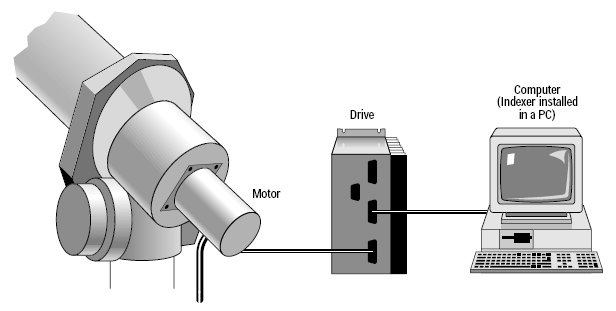 Computer
(Indexer installed
in a PC)
Drive
Motor